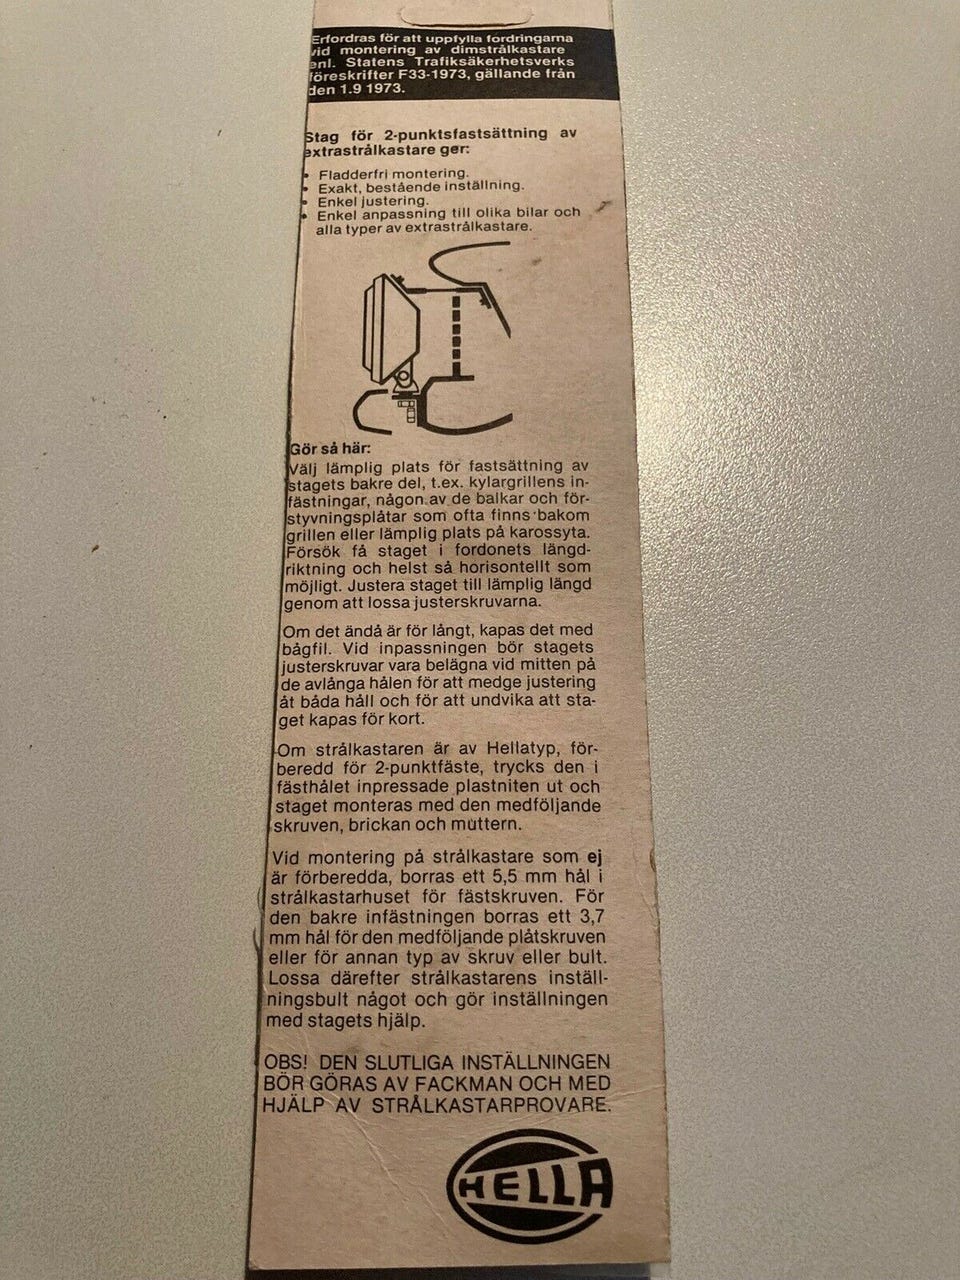 Erfordras för att uppfylla fordringarna
vid montering av dimstrålkastare
enl. Statens Trafiksäkerhetsverks
föreskrifter F33-1973, gällande från
den 1.9 1973.
Stag för 2-punktsfastsättning av
extrastrålkastare ger:
• Fladderfri montering.
• Exakt, bestående inställning.
• Enkel justering.
• Enkel anpassning till olika bilar och
alla typer av extrastrålkastare.
Gör så här:
Välj lämplig plats för fastsättning av
stagets bakre del, t.ex. kylargrillens in-
fästningar, någon av de balkar och för-
styvningsplåtar som ofta finns bakom
grillen eller lämplig plats på karossyta.
Försök få staget i fordonets längd-
riktning och helst så horisontellt som
möjligt. Justera staget till lämplig längd
genom att lossa justerskruvarna.
Om det ändå är för långt, kapas det med
bågfil. Vid inpassningen bör stagets
justerskruvar vara belägna vid mitten på
de avlånga hålen för att medge justering
åt båda håll och för att undvika att sta-
get kapas för kort.
Om strålkastaren är av Hellatyp, för-
beredd för 2-punktfäste, trycks den i
fästhålet inpressade plastniten ut och
staget monteras med den medföljande
skruven, brickan och muttern.
Vid montering på strålkastare som ej
är förberedda, borras ett 5,5 mm hål i
strålkastarhuset för fästskruven. För
den bakre infästningen borras ett 3,7
mm hål för den medföljande plåtskruven
eller för annan typ av skruv eller bult.
Lossa därefter strålkastarens inställ-
ningsbult något och gör inställningen
med stagets hjälp.
OBS! DEN SLUTLIGA INSTÄLLNINGEN
BÖR GÖRAS AV FACKMAN OCH MED
HJÄLP AV STRÅLKASTARPROVARE.
HELLA